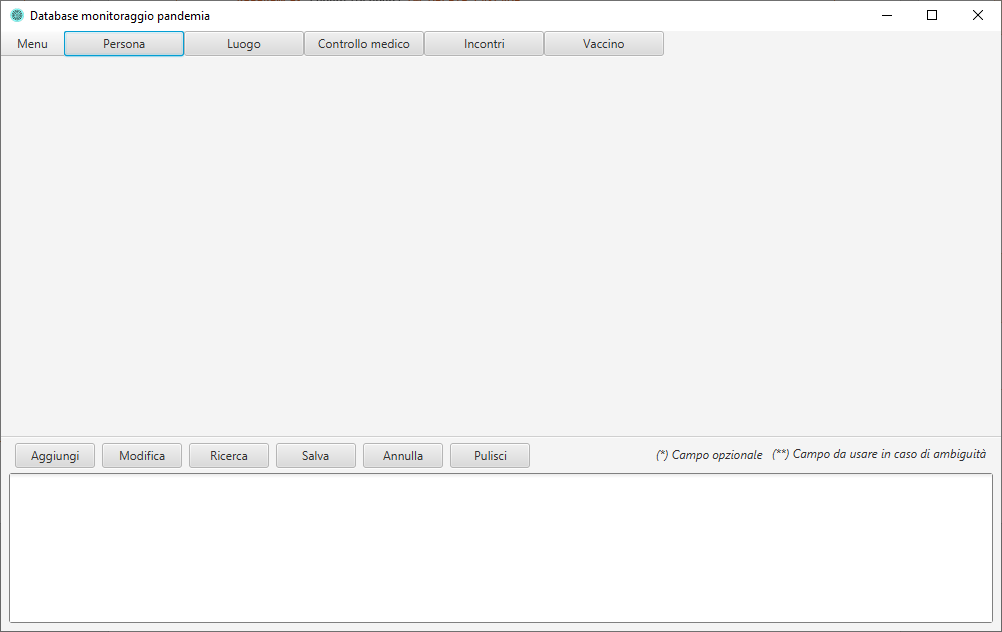 Database monitoraggio pandemia
Menu Persona Luogo Controllo medico Incontri Vaccino
Aggiungi Modifica Ricerca Salva Annulla Pulisci (*) Campo opzionale (**) Campo da usare in caso di ambiguità